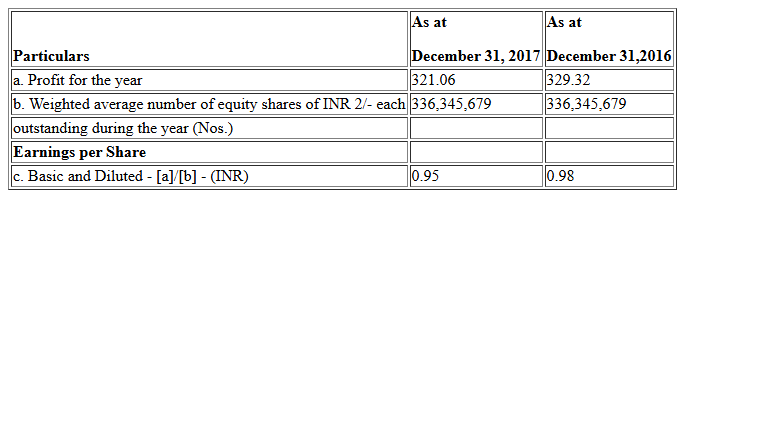 Particulars As at December 31, 2017 As at December 31,2016
a. Profit for the year 321.06 329.32
b. Weighted average number of equity shares of INR 2/- each 336,345,679 336,345,679
outstanding during the year (Nos.)
Earnings per Share
c. Basic and Diluted - [a]/[b] - (INR) 0.95 0.98